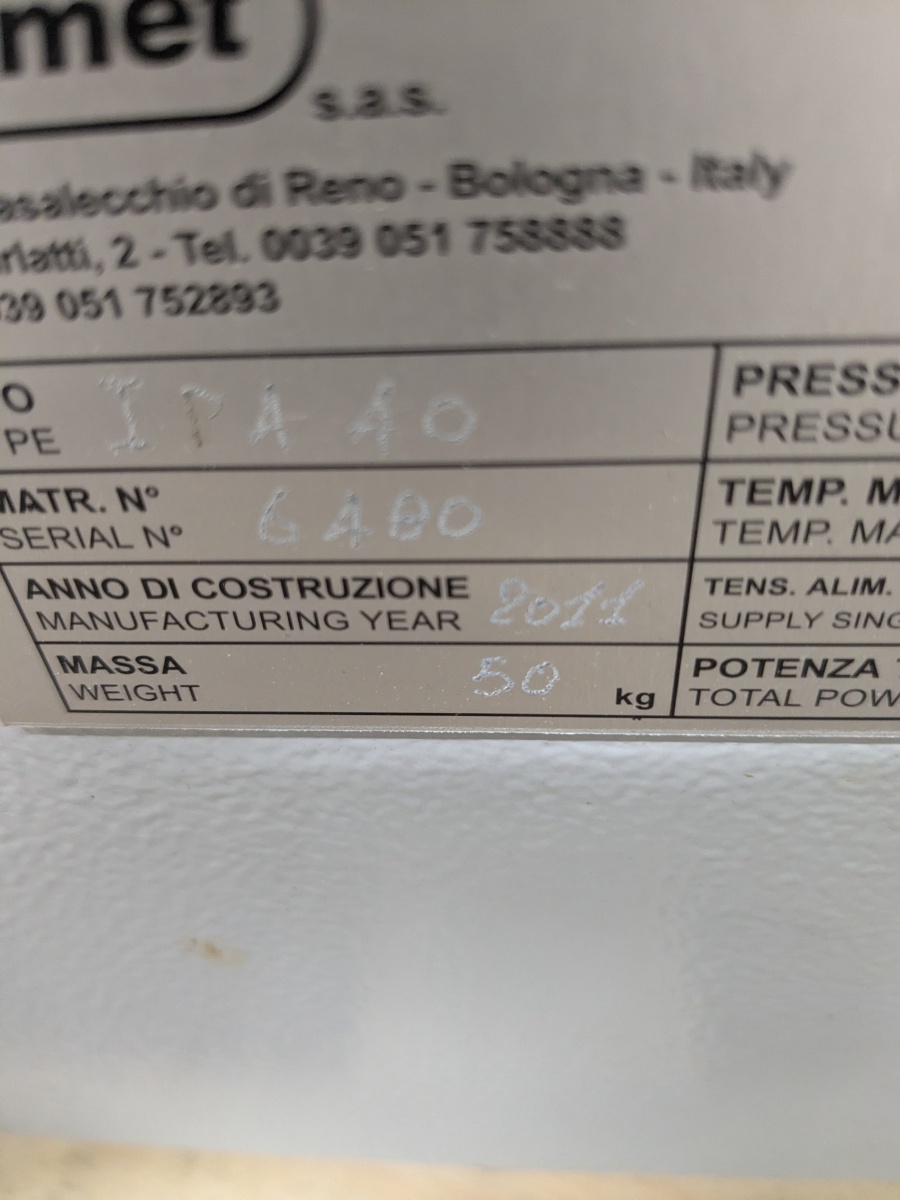 met
s.a.s.
asalecchio di Reno - Bologna - Italy
rlatti, 2 - Tel. 0039 051 758888
39 051 752893
O
PE
IPA 40
PRESS
PRESSU
MATR. N°
SERIAL N°
6480
TEMP. M
TEMP. MA
ANNO DI COSTRUZIONE
MANUFACTURING YEAR
2011
TENS. ALIM.
SUPPLY SING
MASSA
WEIGHT
50
kg
POTENZA T
TOTAL POW